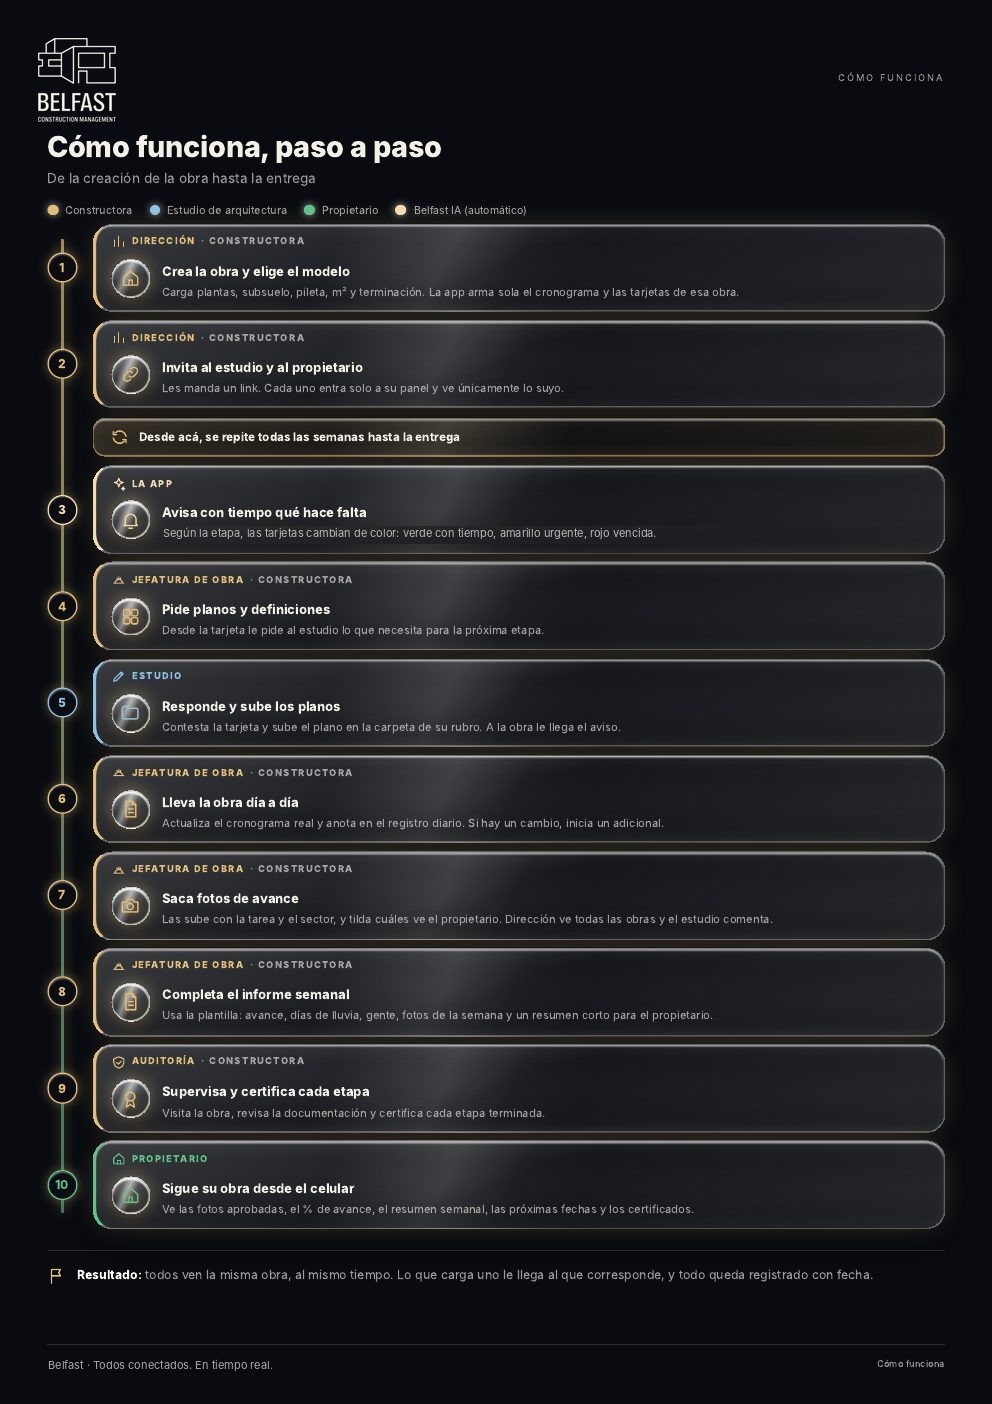 BELFAST
CONSTRUCTION MANAGEMENT
CÓMO FUNCIONA
Cómo funciona, paso a paso
De la creación de la obra hasta la entrega
Constructora Estudio de arquitectura Propietario Belfast IA (automático)
1
DIRECCIÓN · CONSTRUCTORA
Crea la obra y elige el modelo
Carga plantas, subsuelo, pileta, m² y terminación. La app arma sola el cronograma y las tarjetas de esa obra.
2
DIRECCIÓN · CONSTRUCTORA
Invita al estudio y al propietario
Les manda un link. Cada uno entra solo a su panel y ve únicamente lo suyo.
Desde acá, se repite todas las semanas hasta la entrega
3
LA APP
Avisa con tiempo qué hace falta
Según la etapa, las tarjetas cambian de color: verde con tiempo, amarillo urgente, rojo vencida.
4
JEFATURA DE OBRA · CONSTRUCTORA
Pide planos y definiciones
Desde la tarjeta le pide al estudio lo que necesita para la próxima etapa.
5
ESTUDIO
Responde y sube los planos
Contesta la tarjeta y sube el plano en la carpeta de su rubro. A la obra le llega el aviso.
6
JEFATURA DE OBRA · CONSTRUCTORA
Lleva la obra día a día
Actualiza el cronograma real y anota en el registro diario. Si hay un cambio, inicia un adicional.
7
JEFATURA DE OBRA · CONSTRUCTORA
Saca fotos de avance
Las sube con la tarea y el sector, y tilda cuáles ve el propietario. Dirección ve todas las obras y el estudio comenta.
8
JEFATURA DE OBRA · CONSTRUCTORA
Completa el informe semanal
Usa la plantilla: avance, días de lluvia, gente, fotos de la semana y un resumen corto para el propietario.
9
AUDITORÍA · CONSTRUCTORA
Supervisa y certifica cada etapa
Visita la obra, revisa la documentación y certifica cada etapa terminada.
10
PROPIETARIO
Sigue su obra desde el celular
Ve las fotos aprobadas, el % de avance, el resumen semanal, las próximas fechas y los certificados.
Resultado: todos ven la misma obra, al mismo tiempo. Lo que carga uno le llega al que corresponde, y todo queda registrado con fecha.
Belfast · Todos conectados. En tiempo real.
Cómo funciona